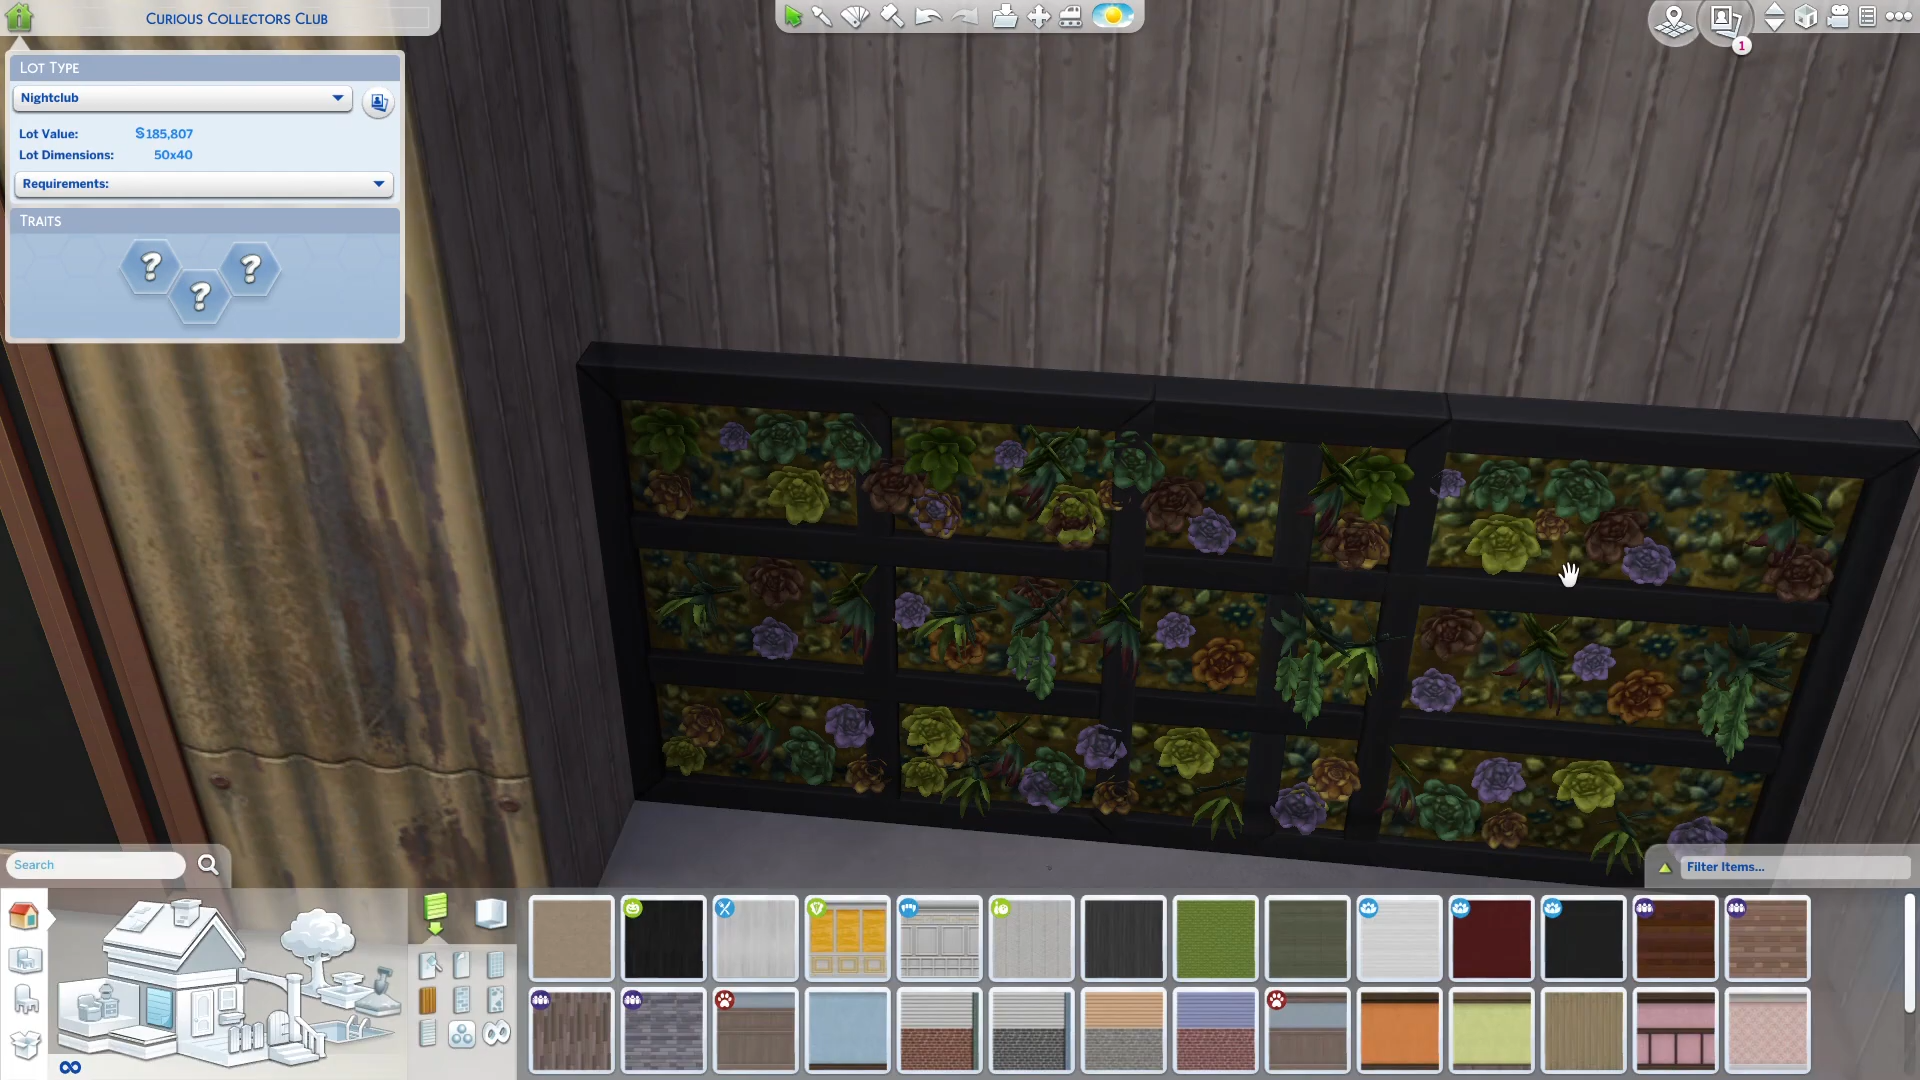 Curious Collectors Club
Lot Type
Nightclub
Lot Value: §185,807
Lot Dimensions: 50x40
Requirements:
Traits
? ? ?
1
Search
Filter Items...